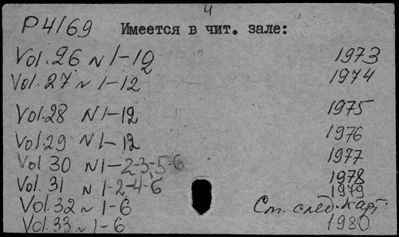 4
P4/69 Имеется в чит. зале:
Vol. 26 N 1-12 1973
Vol. 27 N 1-12 1974
Vol. 28 N 1-12 1975
Vol. 29 N 1-12 1976
Vol 30 N 1-2-3-5-6 1977
Vol. 31 N 1-2-4-6 1978
1979
Vol. 32 N 1-6 См. след. карт
Vol. 33 N 1-6 1980